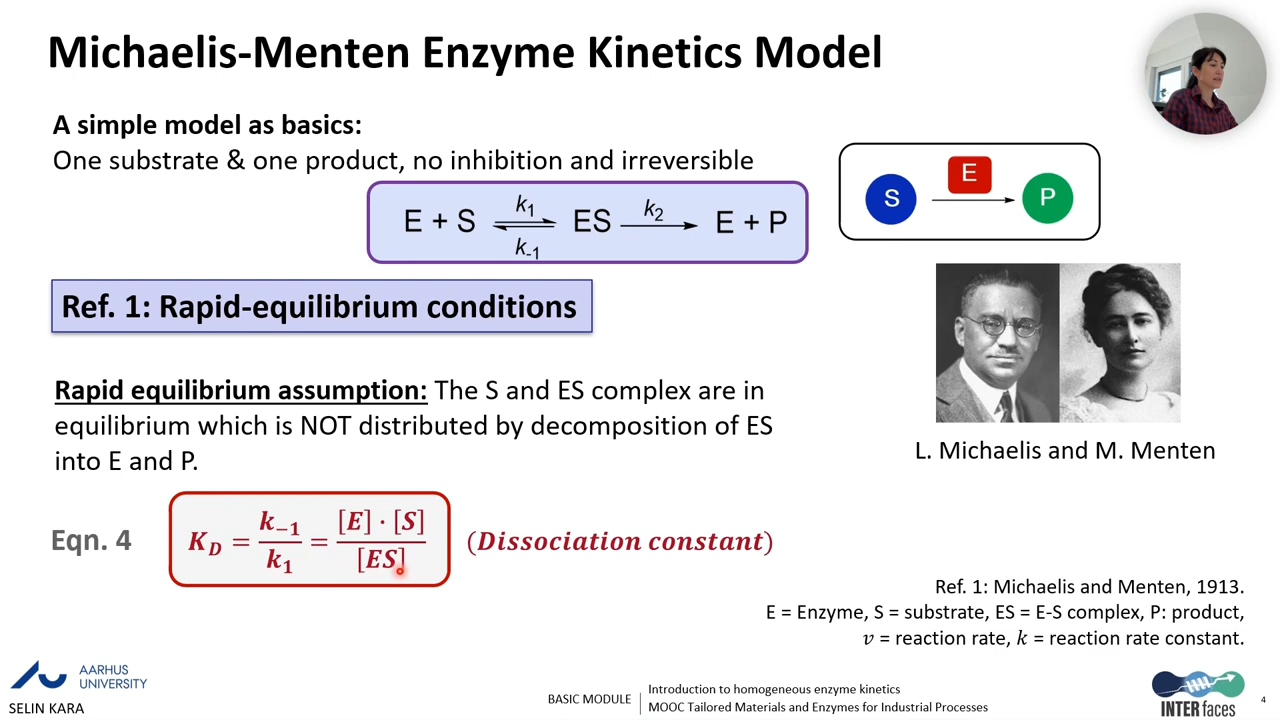 Michaelis-Menten Enzyme Kinetics Model
A simple model as basics:
One substrate & one product, no inhibition and irreversible
E + S k1 k-1 ES k2 E + P
S E P
Ref. 1: Rapid-equilibrium conditions
Rapid equilibrium assumption: The S and ES complex are in
equilibrium which is NOT distributed by decomposition of ES
into E and P.
L. Michaelis and M. Menten
Eqn. 4 K_D = k_{-1}/k_1 = [E] · [S]/[ES] (Dissociation constant)
Ref. 1: Michaelis and Menten, 1913.
E = Enzyme, S = substrate, ES = E-S complex, P: product,
v = reaction rate, k = reaction rate constant.
AARHUS
UNIVERSITY
SELIN KARA
BASIC MODULE
Introduction to homogeneous enzyme kinetics
MOOC Tailored Materials and Enzymes for Industrial Processes
INTERfaces
4